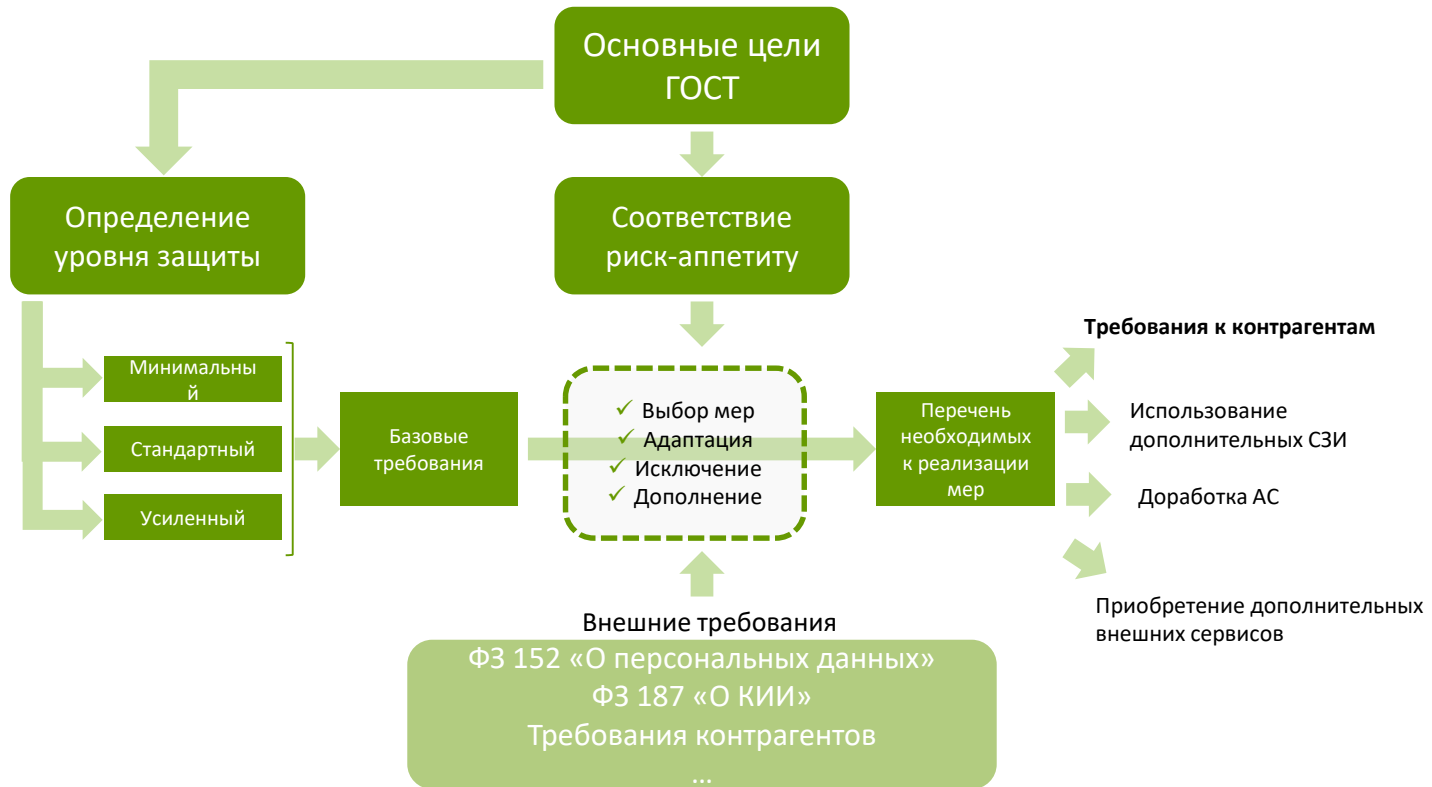 Основные цели
ГОСТ
Определение
уровня защиты
Соответствие
риск-аппетиту
Минимальны
й
Стандартный
Усиленный
Базовые
требования
✓ Выбор мер
✓ Адаптация
✓ Исключение
✓ Дополнение
Перечень
необходимых
к реализации
мер
Требования к контрагентам
Использование
дополнительных СЗИ
Доработка АС
Приобретение дополнительных
внешних сервисов
Внешние требования
ФЗ 152 «О персональных данных»
ФЗ 187 «О КИИ»
Требования контрагентов
...